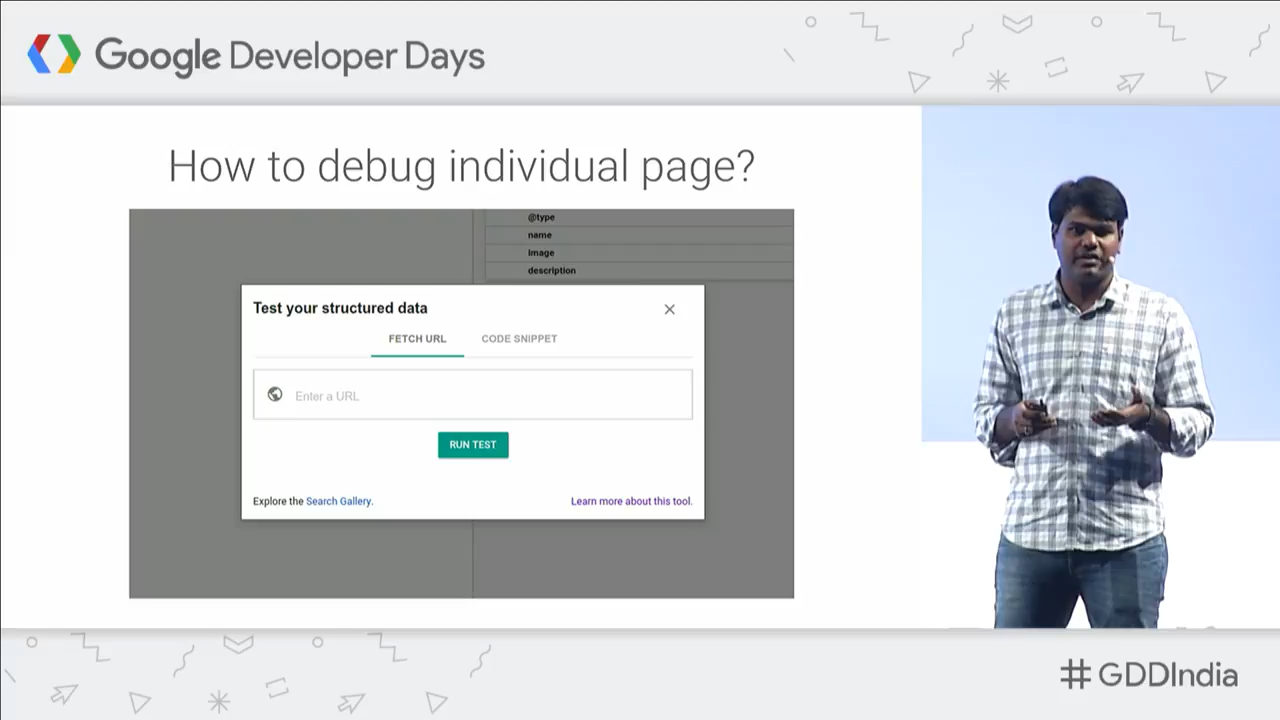 Google Developer Days
How to debug individual page?
@type
name
image
description
Test your structured data
FETCH URL
CODE SNIPPET
Enter a URL
RUN TEST
Explore the Search Gallery.
Learn more about this tool.
#GDDIndia